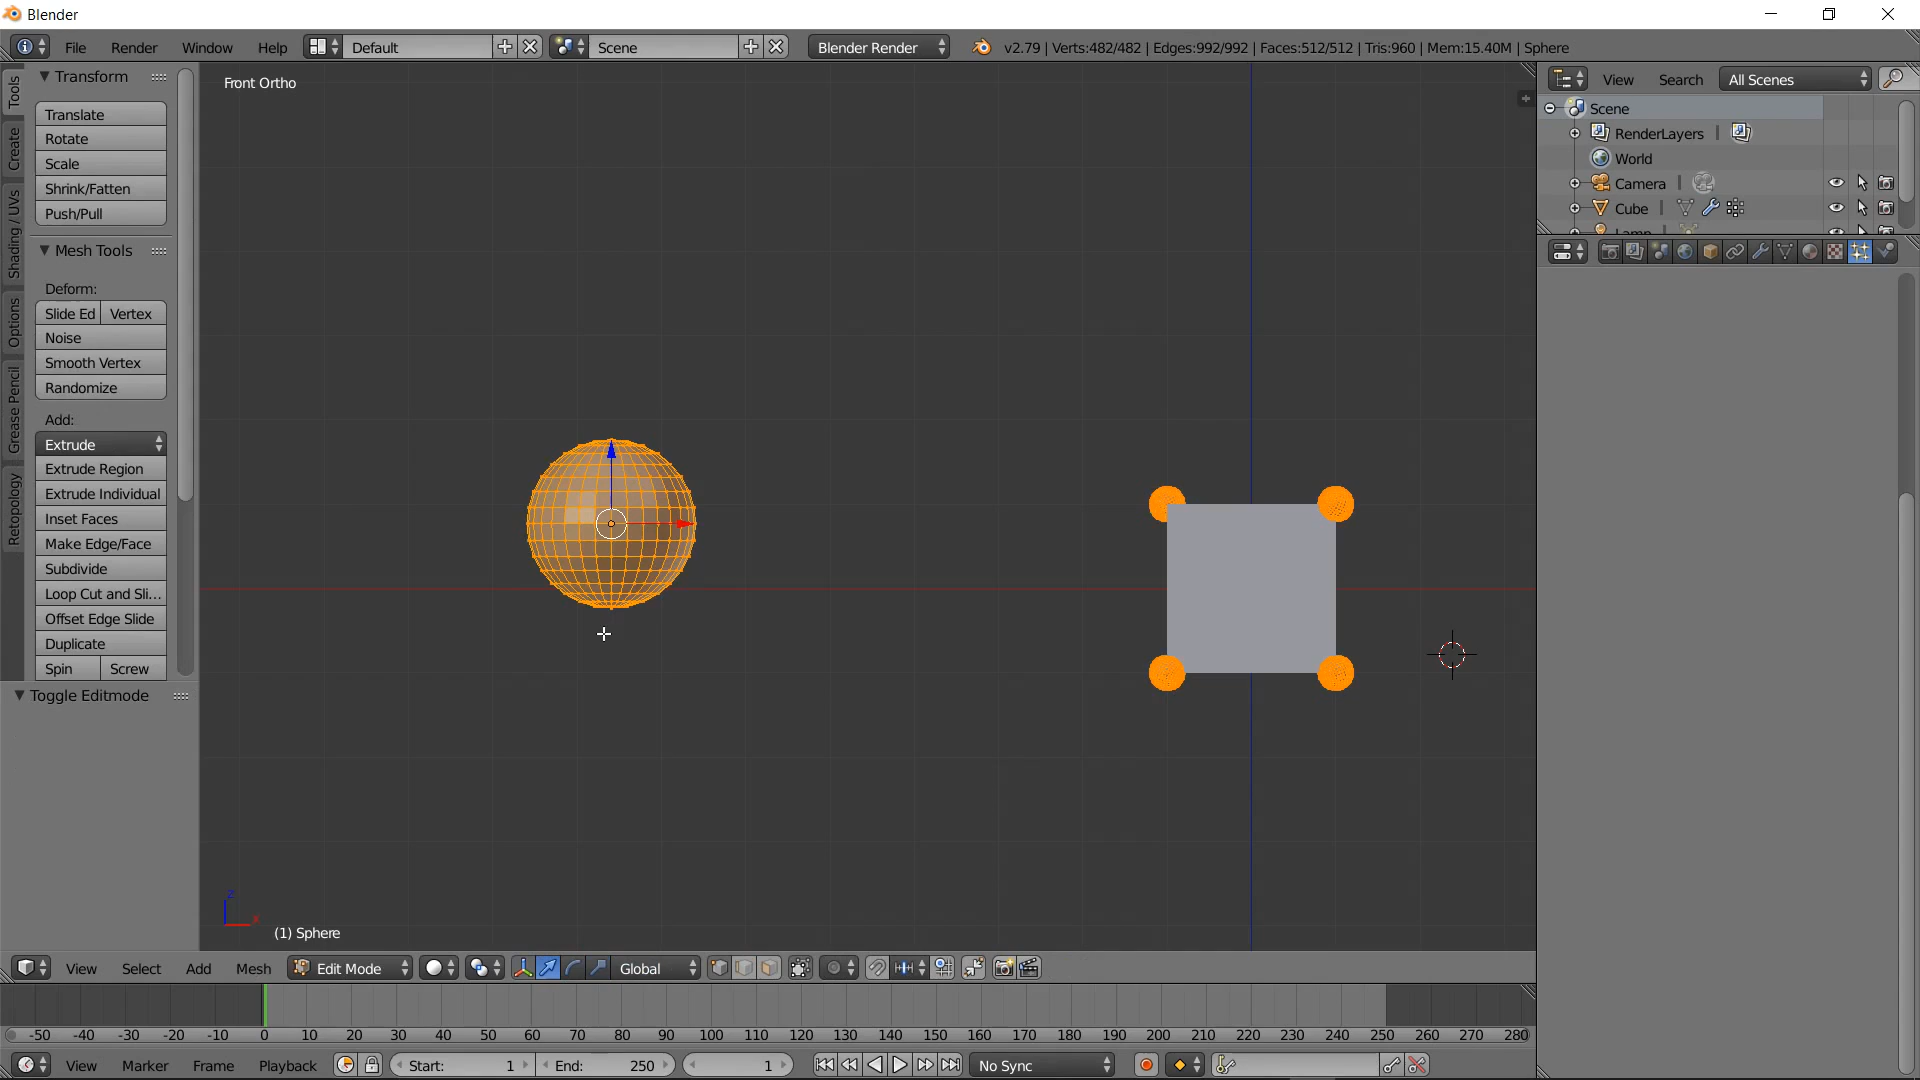 Blender
File Render Window Help Default Scene Blender Render v2.79 | Verts:482/482 | Edges:992/992 | Faces:512/512 | Tris:960 | Mem:15.40M | Sphere
Tools
Create
Shading / UVs
Options
Grease Pencil
Retopology
Transform
Translate
Rotate
Scale
Shrink/Fatten
Push/Pull
Mesh Tools
Deform:
Slide Ed Vertex
Noise
Smooth Vertex
Randomize
Add:
Extrude
Extrude Region
Extrude Individual
Inset Faces
Make Edge/Face
Subdivide
Loop Cut and Sli...
Offset Edge Slide
Duplicate
Spin Screw
Toggle Editmode
Front Ortho
z
x
(1) Sphere
View Search All Scenes
Scene
RenderLayers
World
Camera
Cube
Lamp
View Select Add Mesh Edit Mode Global
-50 -40 -30 -20 -10 0 10 20 30 40 50 60 70 80 90 100 110 120 130 140 150 160 170 180 190 200 210 220 230 240 250 260 270 280
View Marker Frame Playback Start: 1 End: 250 1 No Sync